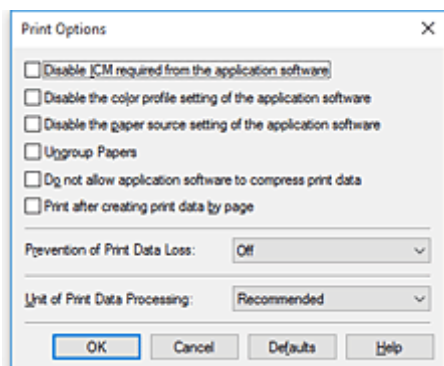 Print Options
Disable ICM required from the application software
Disable the color profile setting of the application software
Disable the paper source setting of the application software
Ungroup Papers
Do not allow application software to compress print data
Print after creating print data by page
Prevention of Print Data Loss: Off
Unit of Print Data Processing: Recommended
OK Cancel Defaults Help